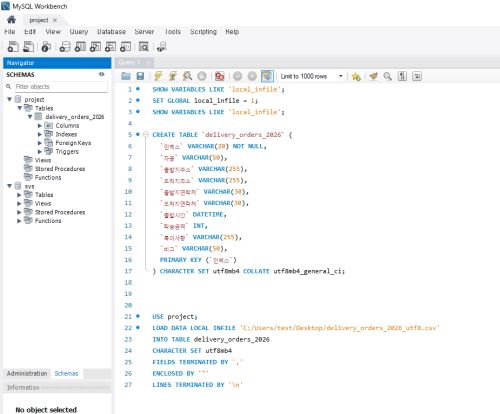 MySQL Workbench
project
File Edit View Query Database Server Tools Scripting Help
Navigator
SCHEMAS
Filter objects
project
Tables
delivery_orders_2026
Columns
Indexes
Foreign Keys
Triggers
Views
Stored Procedures
Functions
sys
Tables
Views
Stored Procedures
Functions
Administration Schemas
Information
No object selected
Query 1
Limit to 1000 rows
1 SHOW VARIABLES LIKE 'local_infile';
2 SET GLOBAL local_infile = 1;
3 SHOW VARIABLES LIKE 'local_infile';
4
5 CREATE TABLE `delivery_orders_2026` (
6 `인덱스` VARCHAR(20) NOT NULL,
7 `차종` VARCHAR(50),
8 `출발지주소` VARCHAR(255),
9 `도착지주소` VARCHAR(255),
10 `출발지연락처` VARCHAR(30),
11 `도착지연락처` VARCHAR(30),
12 `출발시간` DATETIME,
13 `탁송금액` INT,
14 `특이사항` VARCHAR(255),
15 `비고` VARCHAR(50),
16 PRIMARY KEY (`인덱스`)
17 ) CHARACTER SET utf8mb4 COLLATE utf8mb4_general_ci;
18
19
20
21 USE project;
22 LOAD DATA LOCAL INFILE 'C:/Users/test/Desktop/delivery_orders_2026_utf8.csv'
23 INTO TABLE delivery_orders_2026
24 CHARACTER SET utf8mb4
25 FIELDS TERMINATED BY ','
26 ENCLOSED BY '"'
27 LINES TERMINATED BY '\n'